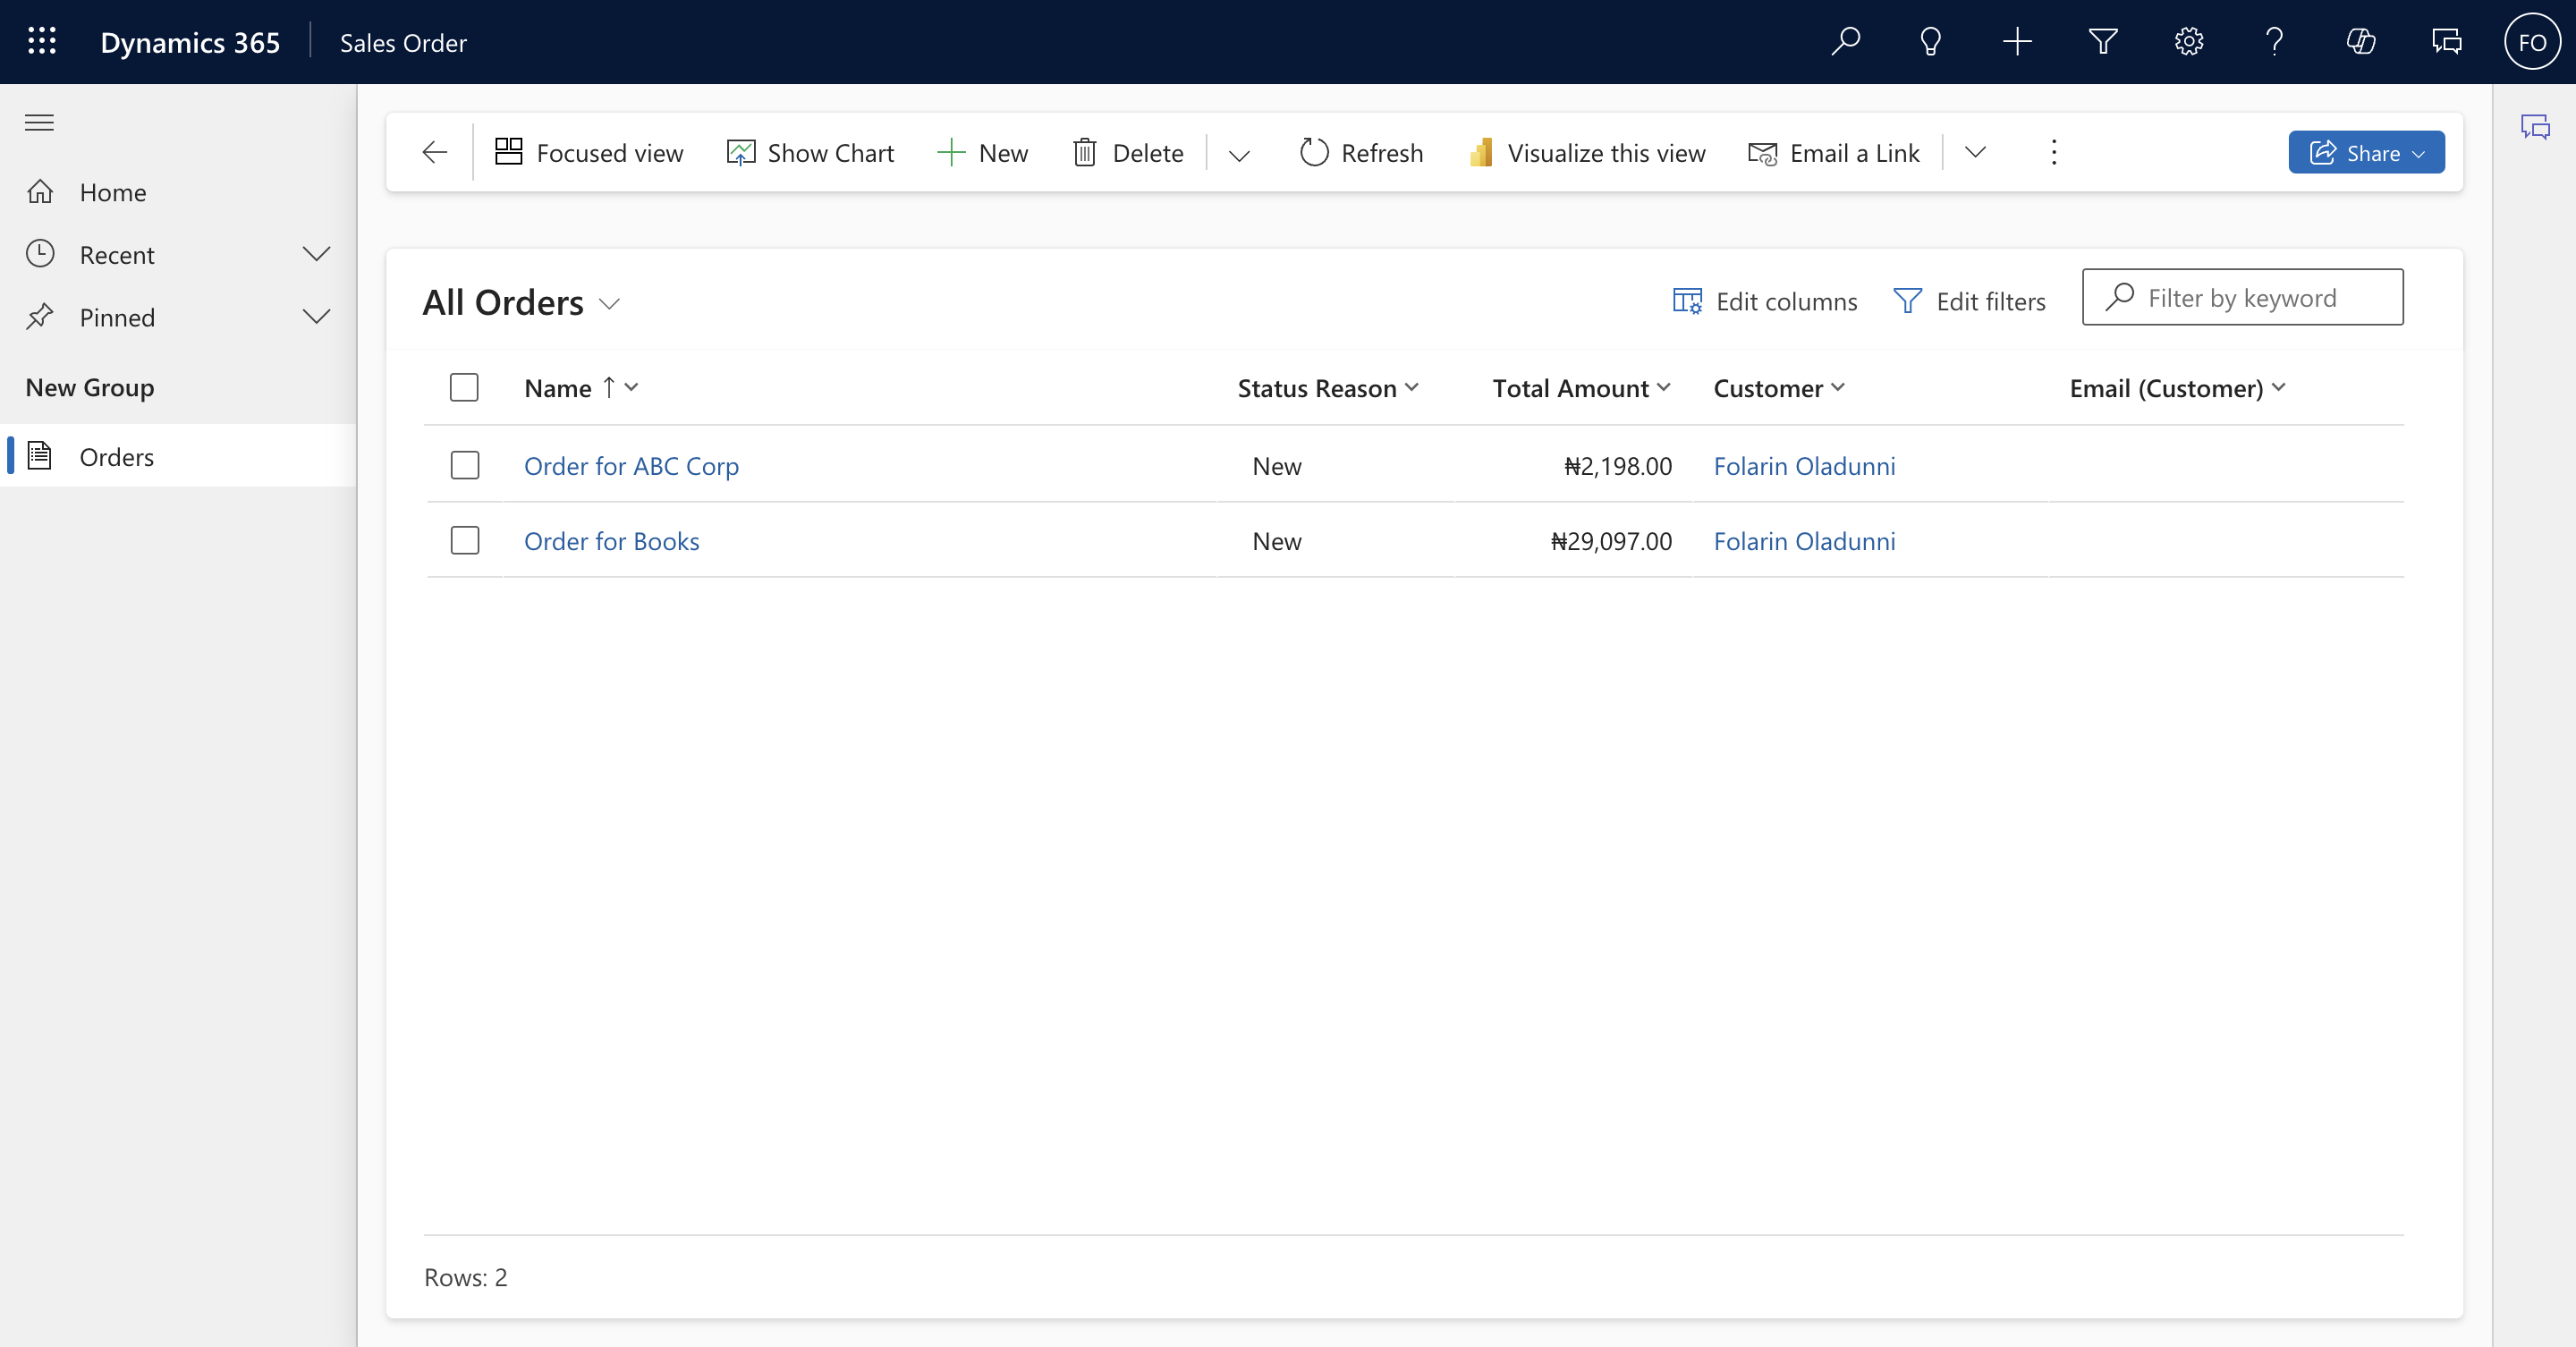 Dynamics 365 Sales Order FO
Focused view Show Chart New Delete Refresh Visualize this view Email a Link Share
Home
Recent
Pinned
New Group
Orders
All Orders Edit columns Edit filters Filter by keyword
Name Status Reason Total Amount Customer Email (Customer)
Order for ABC Corp New ₦2,198.00 Folarin Oladunni
Order for Books New ₦29,097.00 Folarin Oladunni
Rows: 2